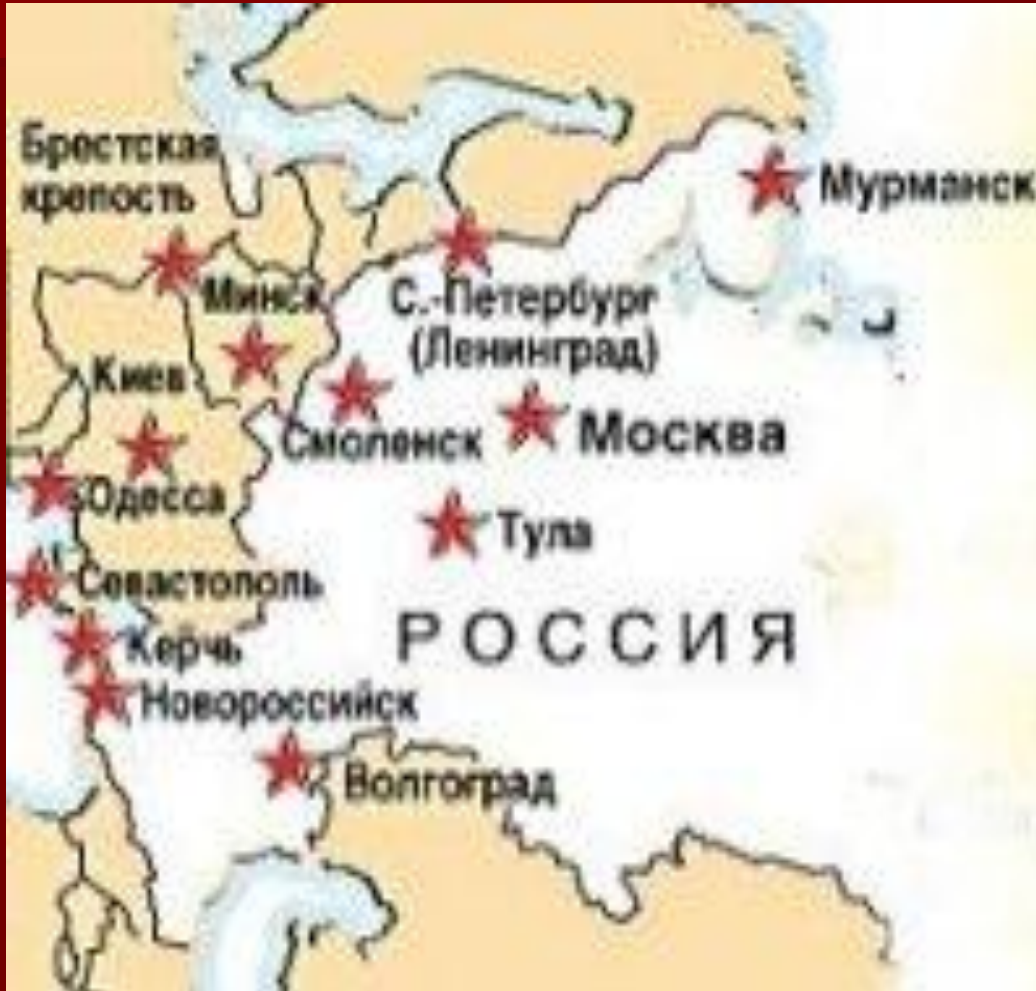 Брестская
крепость
Мурманск
Минск
С.-Петербург
(Ленинград)
Киев
Смоленск
Москва
Одесса
Тула
Севастополь
РОССИЯ
Керчь
Новороссийск
Волгоград